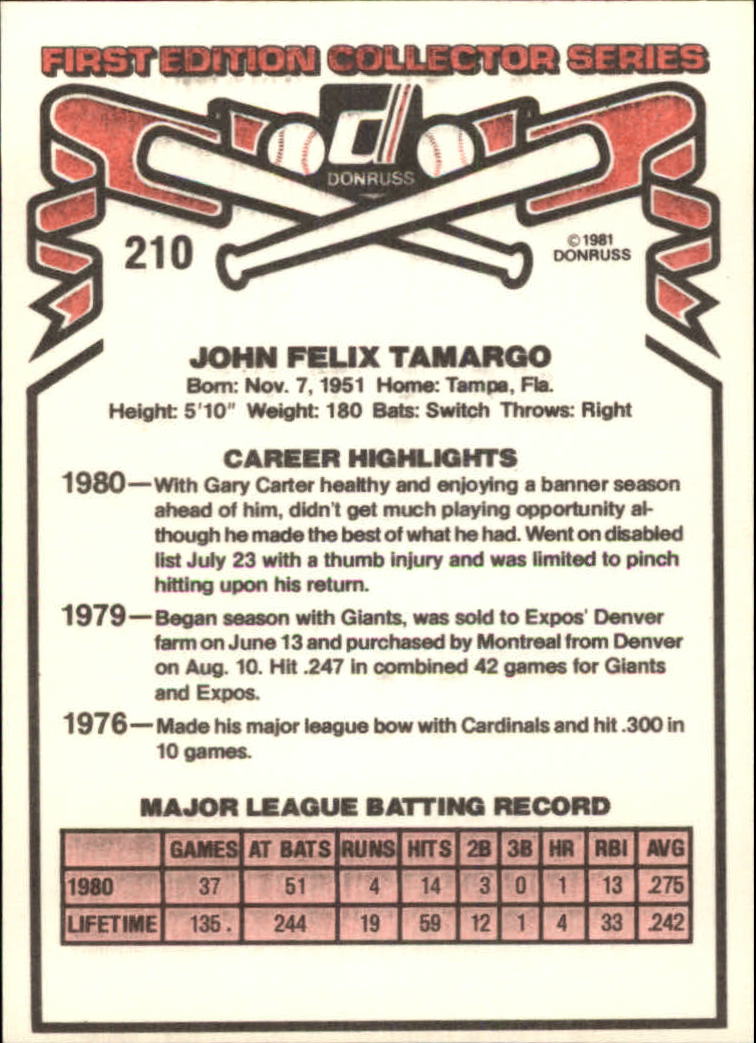 FIRST EDITION COLLECTOR SERIES
d
DONRUSS
210
© 1981
DONRUSS
JOHN FELIX TAMARGO
Born: Nov. 7, 1951 Home: Tampa, Fla.
Height: 5'10" Weight: 180 Bats: Switch Throws: Right
CAREER HIGHLIGHTS
1980—With Gary Carter healthy and enjoying a banner season
ahead of him, didn't get much playing opportunity al-
though he made the best of what he had. Went on disabled
list July 23 with a thumb injury and was limited to pinch
hitting upon his return.
1979—Began season with Giants, was sold to Expos' Denver
farm on June 13 and purchased by Montreal from Denver
on Aug. 10. Hit .247 in combined 42 games for Giants
and Expos.
1976—Made his major league bow with Cardinals and hit .300 in
10 games.
MAJOR LEAGUE BATTING RECORD
GAMES AT BATS RUNS HITS 2B 3B HR RBI AVG
1980 37 51 4 14 3 0 1 13 .275
LIFETIME 135 . 244 19 59 12 1 4 33 .242